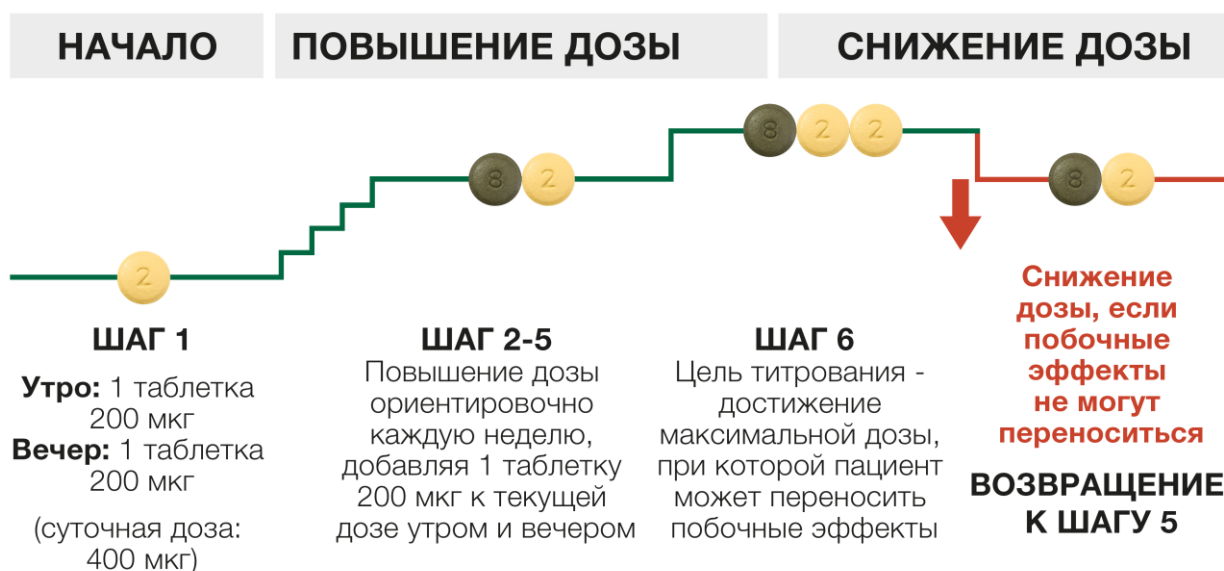 НАЧАЛО
ПОВЫШЕНИЕ ДОЗЫ
СНИЖЕНИЕ ДОЗЫ
2
8 2
8 2 2
8 2
ШАГ 1
Утро: 1 таблетка
200 мкг
Вечер: 1 таблетка
200 мкг
(суточная доза:
400 мкг)
ШАГ 2-5
Повышение дозы
ориентировочно
каждую неделю,
добавляя 1 таблетку
200 мкг к текущей
дозе утром и вечером
ШАГ 6
Цель титрования -
достижение
максимальной дозы,
при которой пациент
может переносить
побочные эффекты
Снижение
дозы, если
побочные
эффекты
не могут
переноситься
ВОЗВРАЩЕНИЕ
К ШАГУ 5